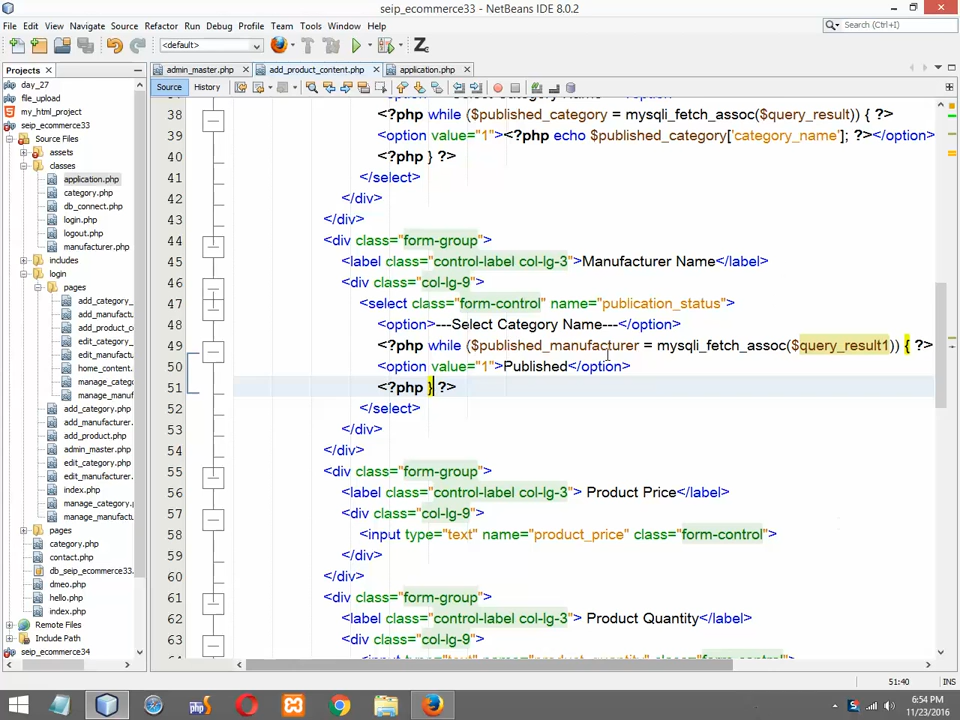 seip_ecommerce33 - NetBeans IDE 8.0.2
File Edit View Navigate Source Refactor Run Debug Profile Team Tools Window Help
Search (Ctrl+I)
<default>
Projects
admin_master.php add_product_content.php application.php
Source History
day_27
file_upload
my_html_project
seip_ecommerce33
Source Files
assets
classes
application.php
category.php
db_connect.php
login.php
logout.php
manufacturer.php
includes
login
pages
add_category_
add_manufactu
add_product_c
edit_category_
edit_manufactu
home_content.
manage_categ
manage_manuf
add_category.php
add_manufacturer.
add_product.php
admin_master.php
edit_category.php
edit_manufacturer.
index.php
manage_category.
manage_manufact
pages
category.php
contact.php
db_seip_ecommerce33.
dmeo.php
hello.php
index.php
Remote Files
Include Path
seip_ecommerce34
38 <?php while ($published_category = mysqli_fetch_assoc($query_result)) { ?>
39 <option value="1"><?php echo $published_category['category_name']; ?></option>
40 <?php } ?>
41 </select>
42 </div>
43 </div>
44 <div class="form-group">
45 <label class="control-label col-lg-3">Manufacturer Name</label>
46 <div class="col-lg-9">
47 <select class="form-control" name="publication_status">
48 <option>---Select Category Name---</option>
49 <?php while ($published_manufacturer = mysqli_fetch_assoc($query_result1)) { ?>
50 <option value="1">Published</option>
51 <?php } ?>
52 </select>
53 </div>
54 </div>
55 <div class="form-group">
56 <label class="control-label col-lg-3"> Product Price</label>
57 <div class="col-lg-9">
58 <input type="text" name="product_price" class="form-control">
59 </div>
60 </div>
61 <div class="form-group">
62 <label class="control-label col-lg-3"> Product Quantity</label>
63 <div class="col-lg-9">
51:40 INS
6:54 PM
11/23/2016